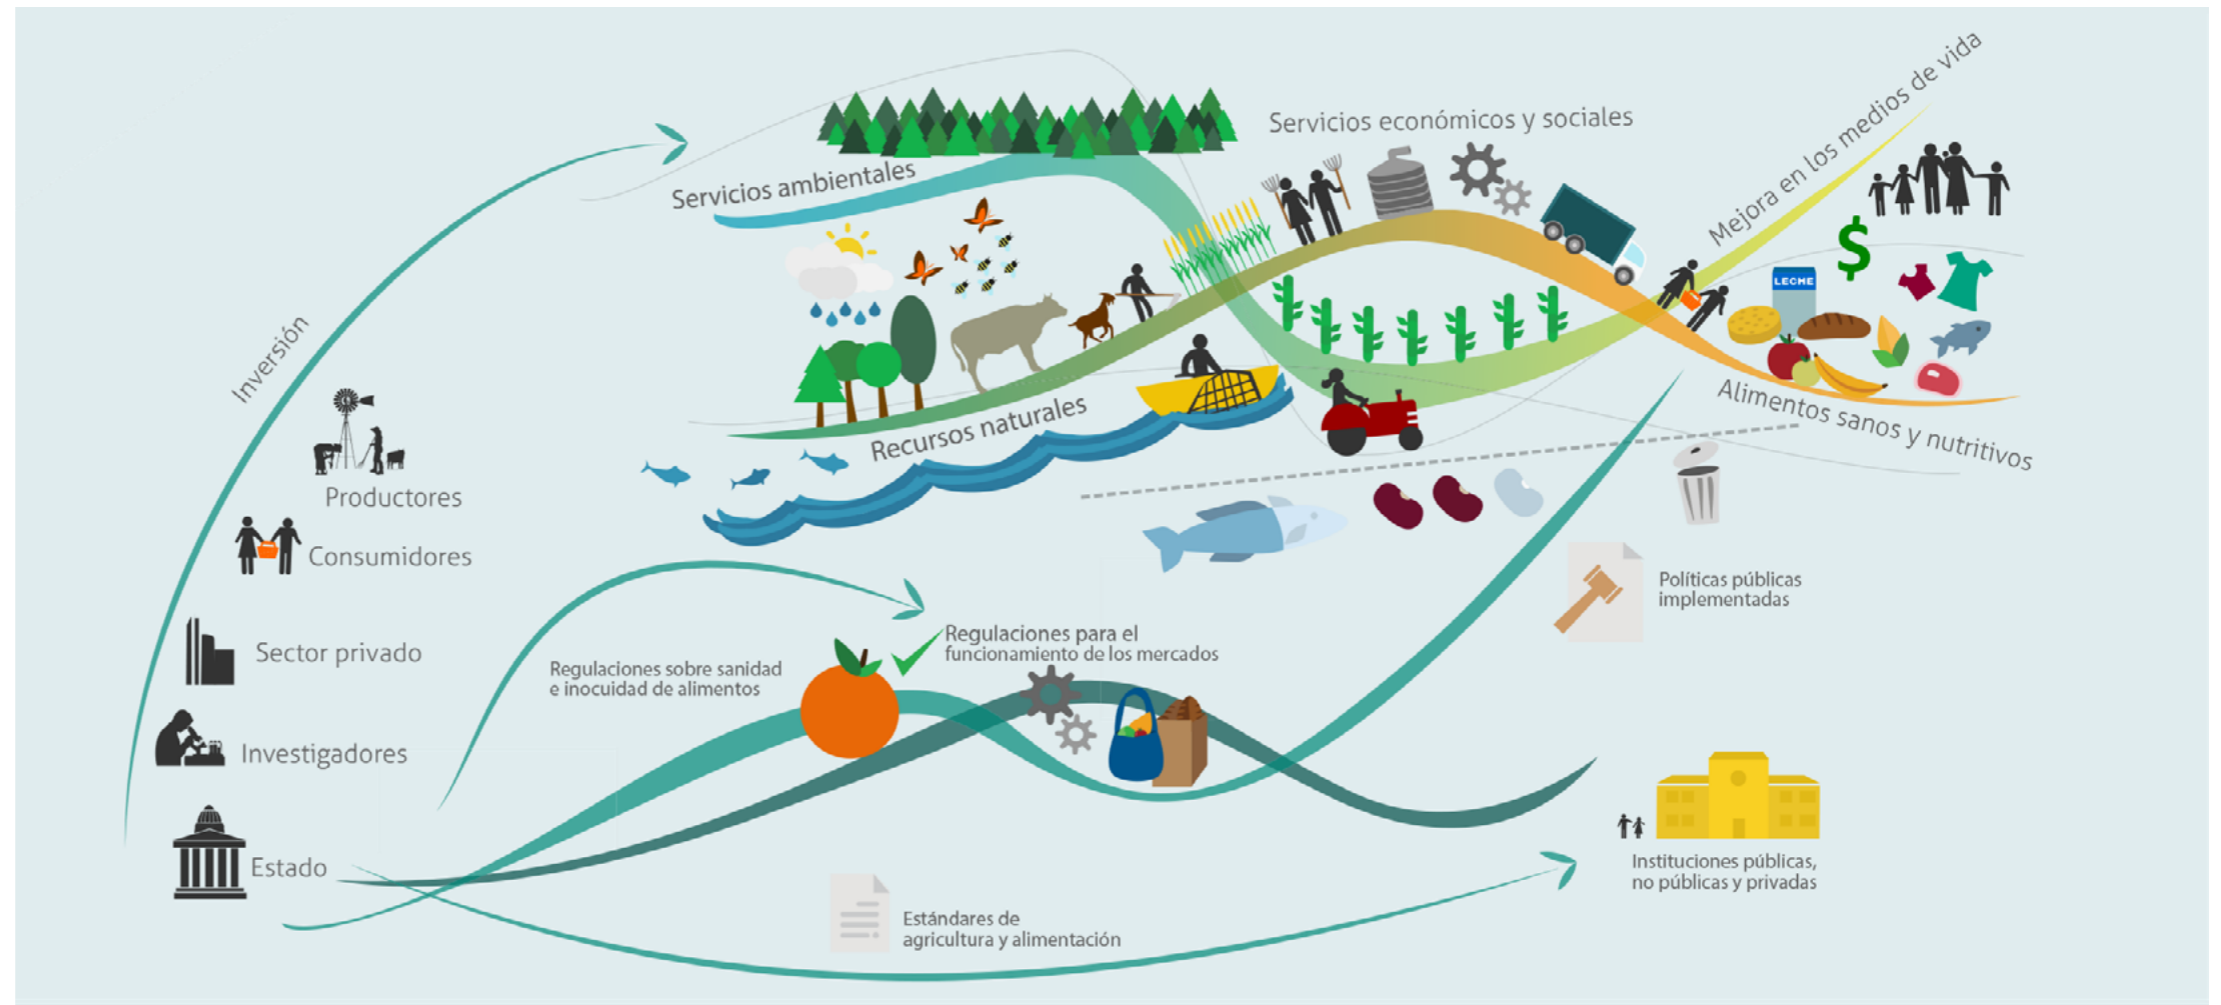 Inversión
Productores
Consumidores
Sector privado
Investigadores
Estado
Servicios ambientales
Recursos naturales
Servicios económicos y sociales
Mejora en los medios de vida
LECHE
$
Alimentos sanos y nutritivos
Regulaciones sobre sanidad
e inocuidad de alimentos
Regulaciones para el
funcionamiento de los mercados
Políticas públicas
implementadas
Estándares de
agricultura y alimentación
Instituciones públicas,
no públicas y privadas